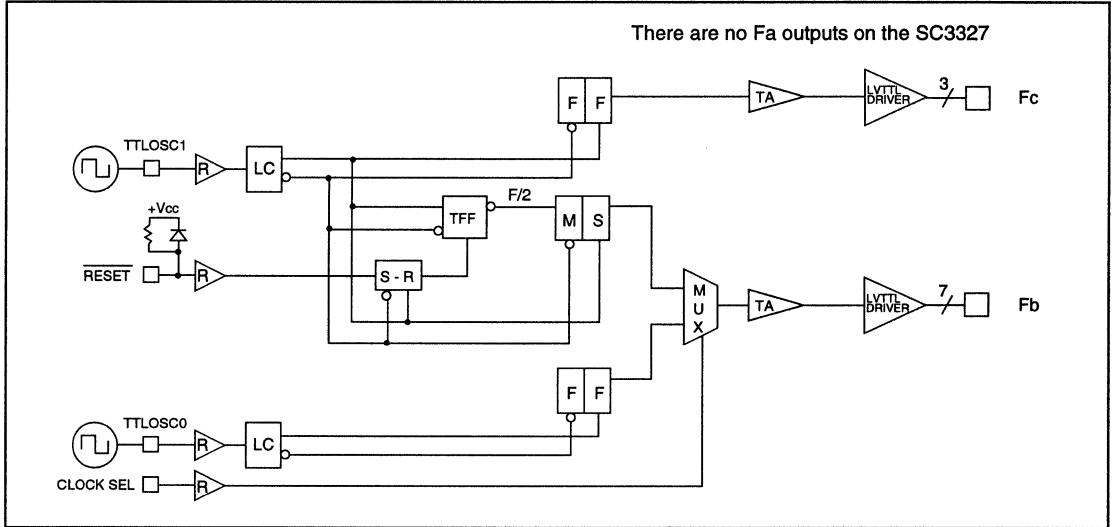 There are no Fa outputs on the SC3327
F F
TA
LVTTL
DRIVER
3
Fc
TTLOSC1
R
LC
+Vcc
TFF
F/2
M S
RESET
R
S - R
MUX
TA
LVTTL
DRIVER
7
Fb
F F
TTLOSC0
R
LC
CLOCK SEL
R